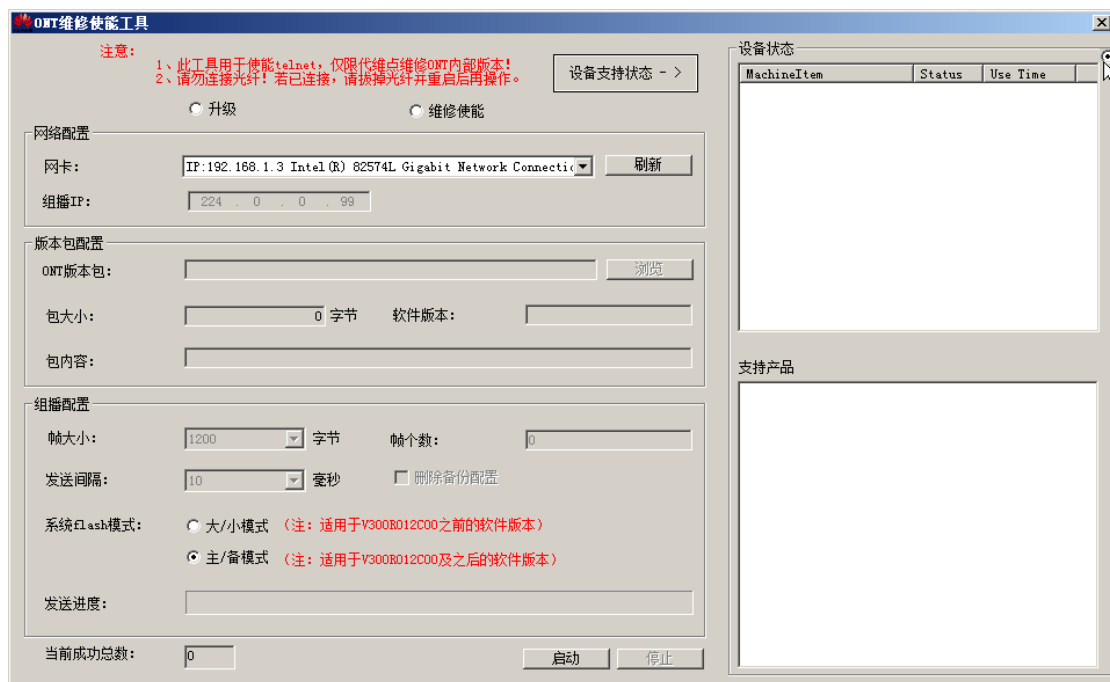 ONT维修使能工具
注意：
1、此工具用于使能telnet，仅限代维点维修ONT内部版本！
2、请勿连接光纤！若已连接，请拔掉光纤并重启后再操作。
设备支持状态 - >
升级 维修使能
网络配置
网卡： IP:192.168.1.3 Intel(R) 82574L Gigabit Network Connectic 刷新
组播IP： 224 . 0 . 0 . 99
版本包配置
ONT版本包： 浏览
包大小： 0 字节 软件版本：
包内容：
组播配置
帧大小： 1200 字节 帧个数： 0
发送间隔： 10 毫秒 删除备份配置
系统flash模式： 大/小模式 （注：适用于V300R012C00之前的软件版本）
主/备模式 （注：适用于V300R012C00及之后的软件版本）
发送进度：
当前成功总数： 0 启动 停止
设备状态
MachineItem Status Use Time
支持产品